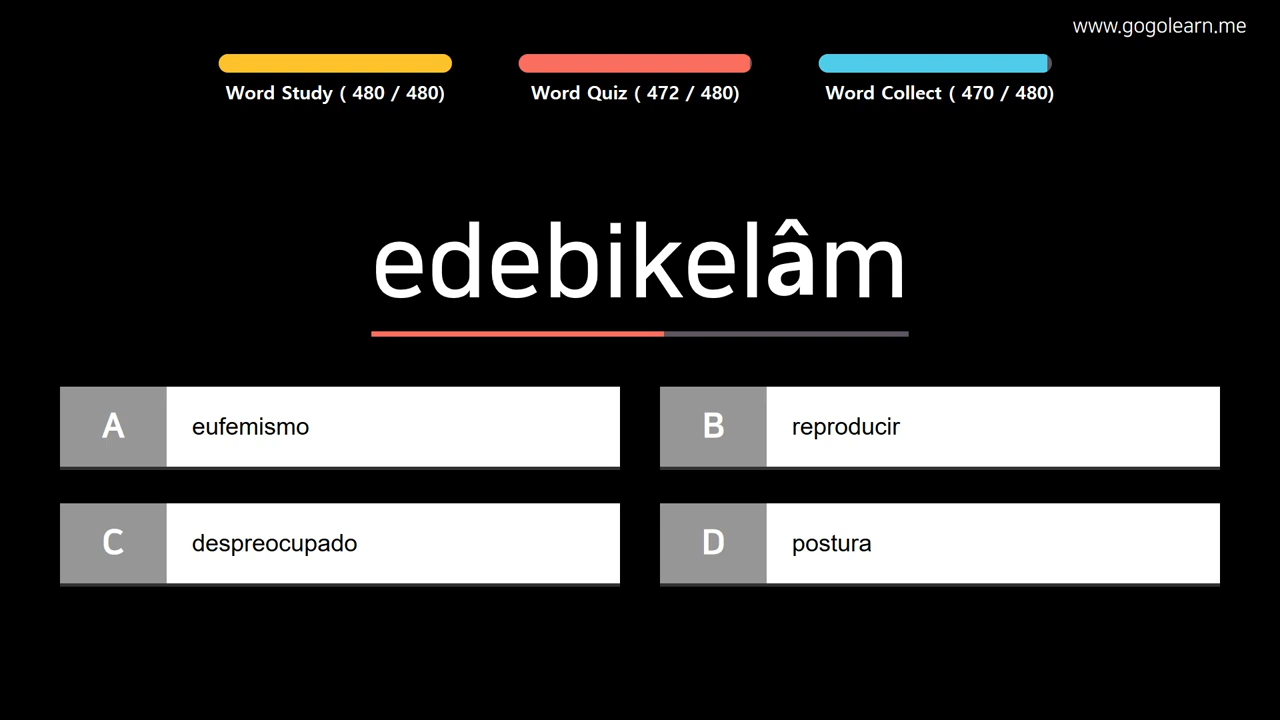 www.gogolearn.me
Word Study ( 480 / 480)
Word Quiz ( 472 / 480)
Word Collect ( 470 / 480)
edebikelâm
A eufemismo
B reproducir
C despreocupado
D postura